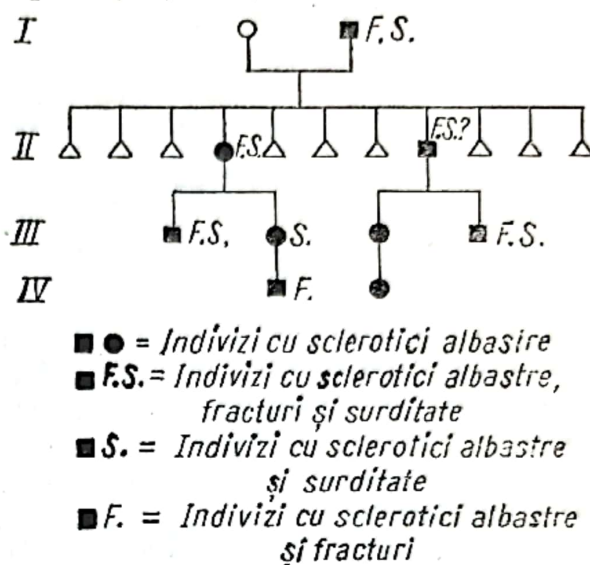 I F.S.
II F.S. F.S.?
III F.S. S. F.S.
IV F.
= Indivizi cu sclerotici albastre
F.S. = Indivizi cu sclerotici albastre,
fracturi și surditate
S. = Indivizi cu sclerotici albastre
și surditate
F. = Indivizi cu sclerotici albastre
și fracturi